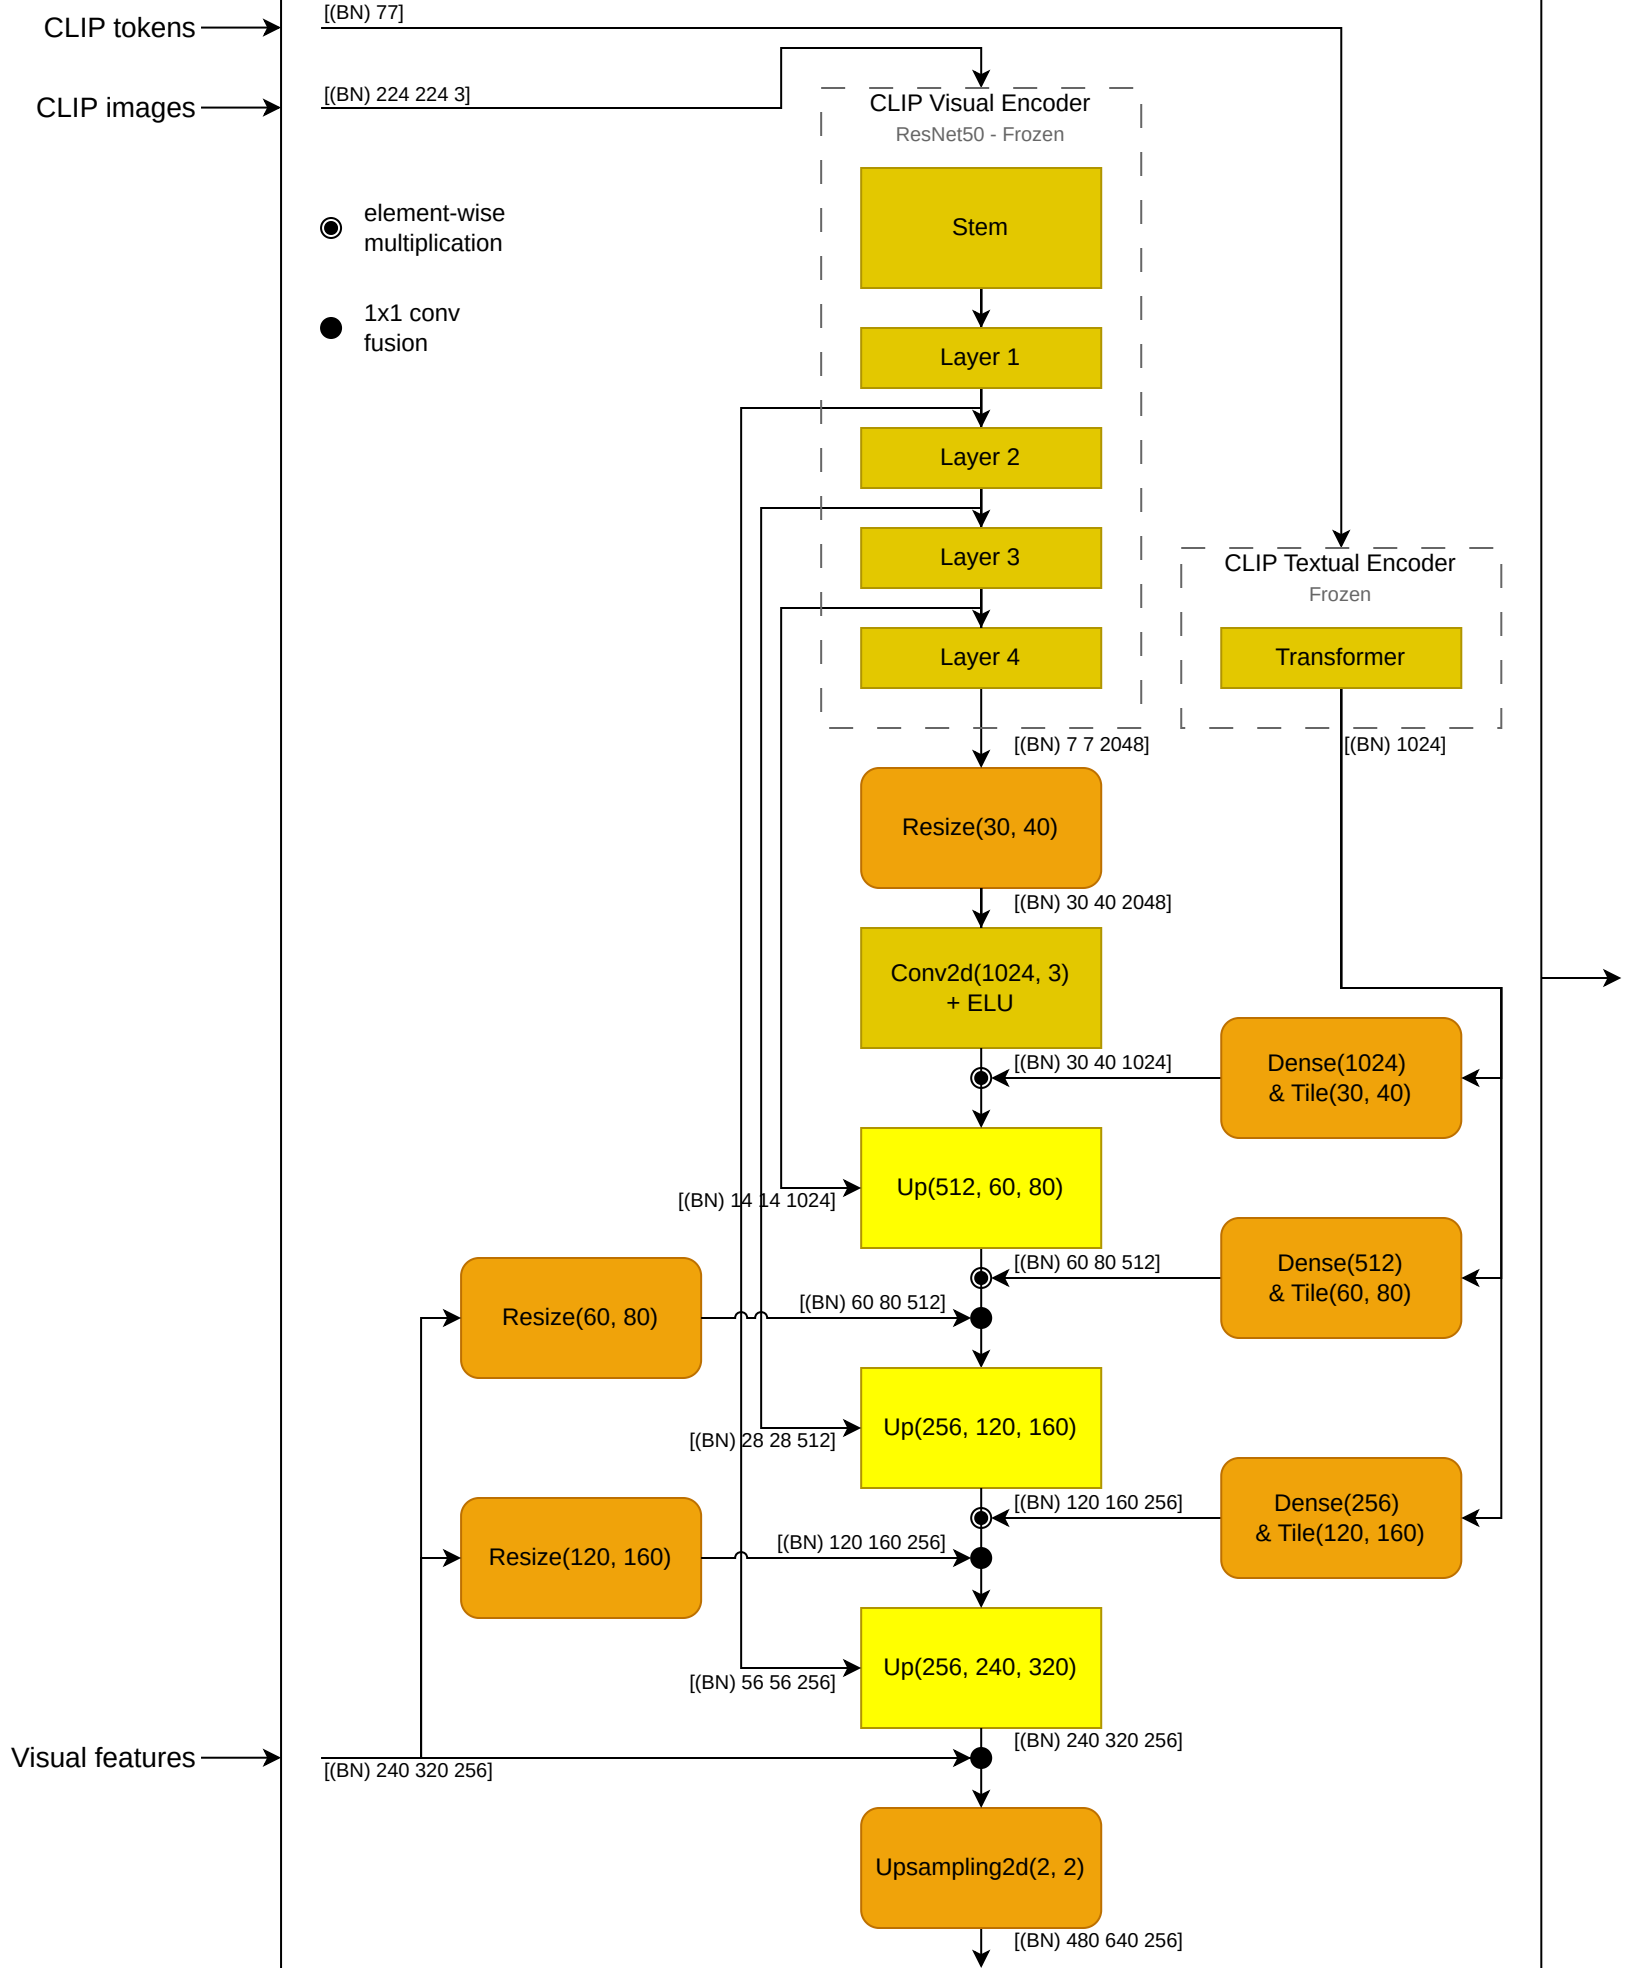 CLIP tokens
[(BN) 77]
CLIP images
[(BN) 224 224 3]
CLIP Visual Encoder
ResNet50 - Frozen
element-wise
multiplication
Stem
1x1 conv
fusion
Layer 1
Layer 2
Layer 3
CLIP Textual Encoder
Frozen
Layer 4
Transformer
[(BN) 7 7 2048]
[(BN) 1024]
Resize(30, 40)
[(BN) 30 40 2048]
Conv2d(1024, 3)
+ ELU
[(BN) 30 40 1024]
Dense(1024)
& Tile(30, 40)
Up(512, 60, 80)
[(BN) 14 14 1024]
[(BN) 60 80 512]
Dense(512)
& Tile(60, 80)
Resize(60, 80)
[(BN) 60 80 512]
Up(256, 120, 160)
[(BN) 28 28 512]
[(BN) 120 160 256]
Dense(256)
& Tile(120, 160)
Resize(120, 160)
[(BN) 120 160 256]
Up(256, 240, 320)
[(BN) 56 56 256]
[(BN) 240 320 256]
Visual features
[(BN) 240 320 256]
Upsampling2d(2, 2)
[(BN) 480 640 256]